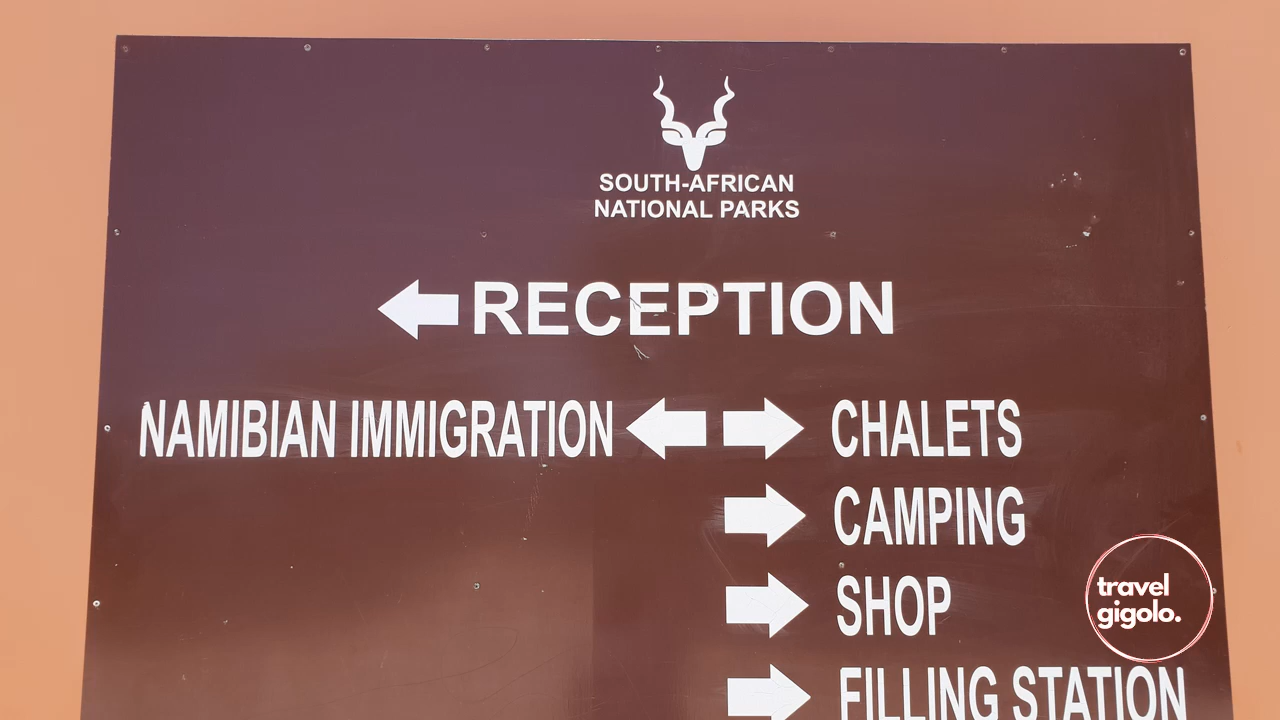 SOUTH-AFRICAN
NATIONAL PARKS
RECEPTION
NAMIBIAN IMMIGRATION
CHALETS
CAMPING
SHOP
FILLING STATION
travel
gigolo.